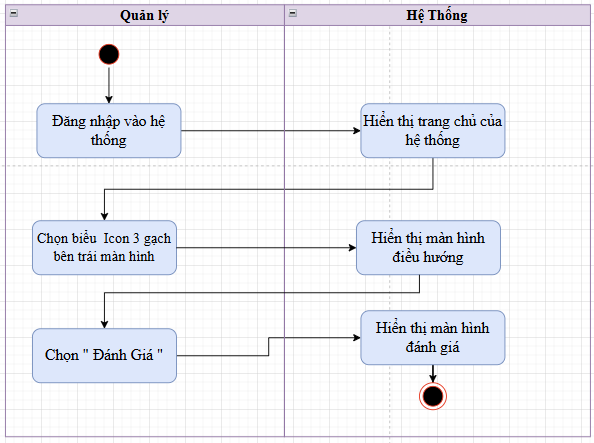 Quản lý
Hệ Thống
Đăng nhập vào hệ
thống
Hiển thị trang chủ của
hệ thống
Chọn biểu Icon 3 gạch
bên trái màn hình
Hiển thị màn hình
điều hướng
Chọn " Đánh Giá "
Hiển thị màn hình
đánh giá